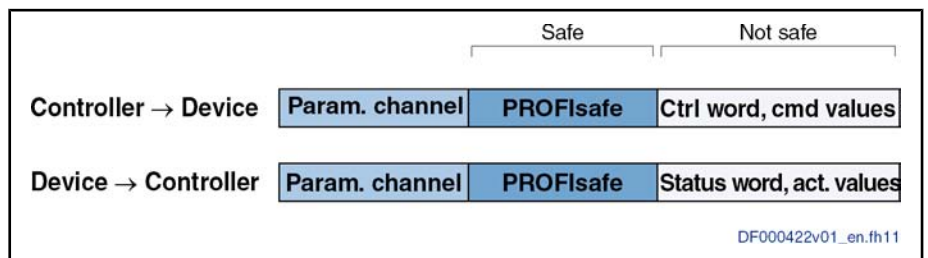 Safe Not safe
Controller → Device Param. channel PROFIsafe Ctrl word, cmd values
Device → Controller Param. channel PROFIsafe Status word, act. values
DF000422v01_en.fh11